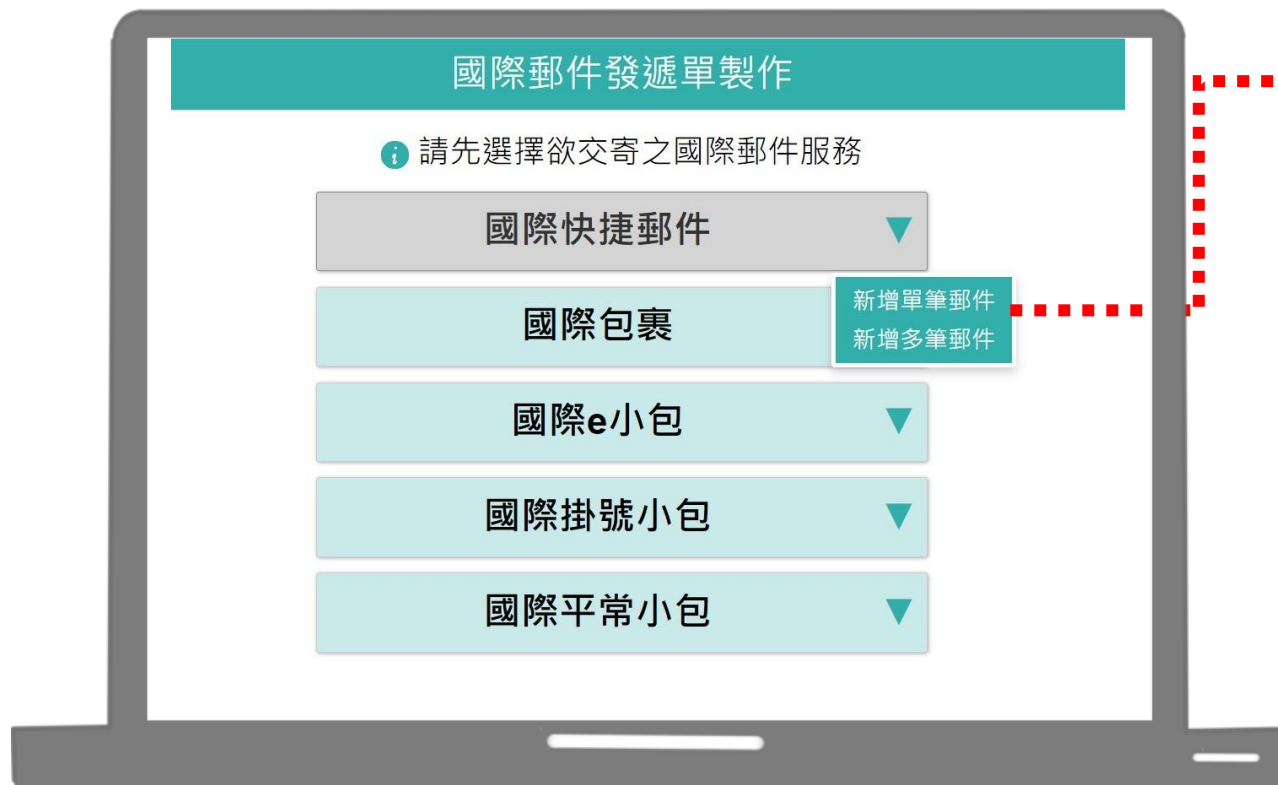 國際郵件發遞單製作
請先選擇欲交寄之國際郵件服務
國際快捷郵件
新增單筆郵件
新增多筆郵件
國際包裹
國際e小包
國際掛號小包
國際平常小包